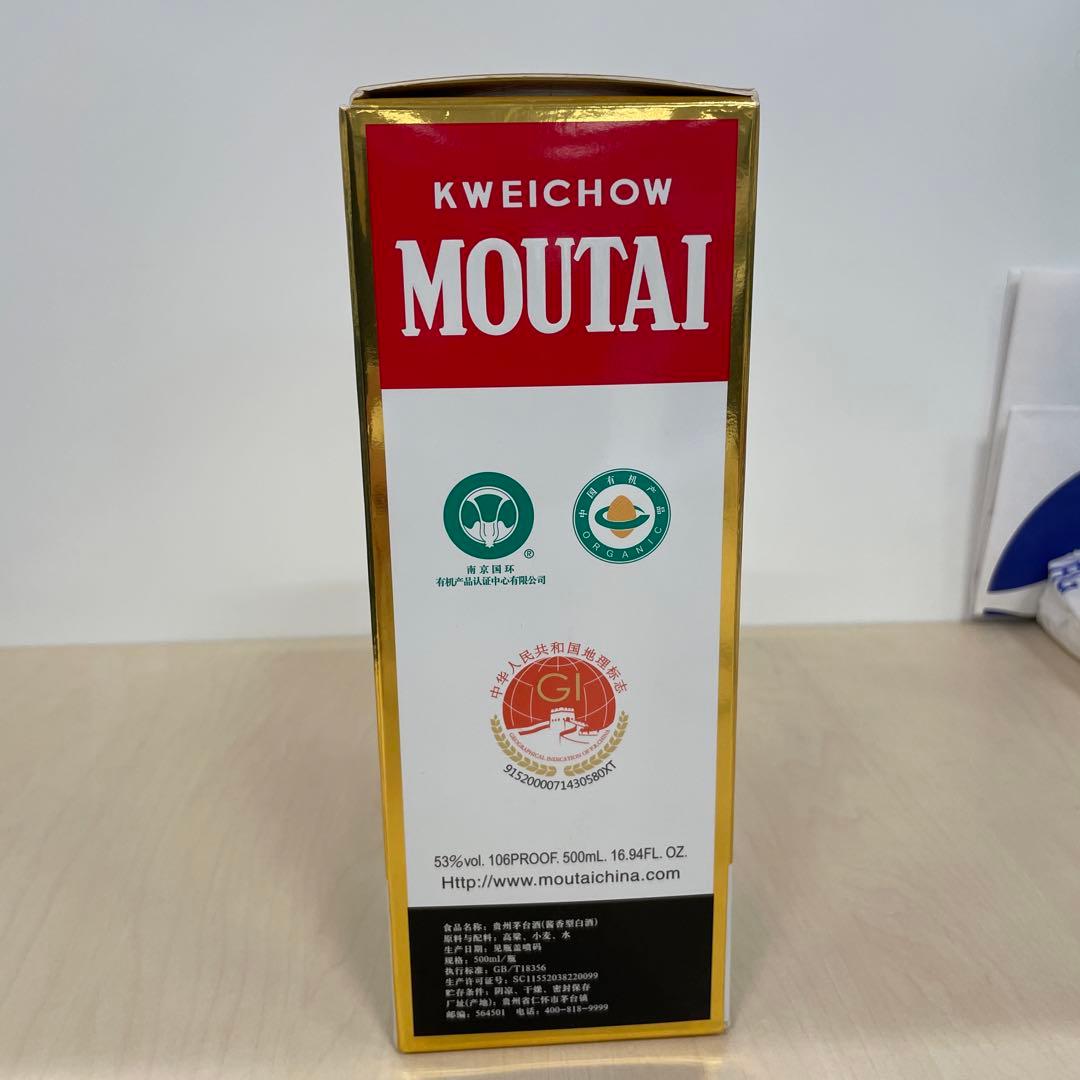 KWEICHOW
MOUTAI
®
南京国环
有机产品认证中心有限公司
中国有机产品
ORGANIC
中华人民共和国地理标志
GI
GEOGRAPHICAL INDICATION OF P.R.CHINA
9152000071430580XT
53%vol. 106PROOF. 500mL. 16.94FL. OZ.
Http://www.moutaichina.com
食品名称：贵州茅台酒(酱香型白酒)
原料与配料：高粱、小麦、水
生产日期：见瓶盖喷码
规格：500ml/瓶
执行标准：GB/T18356
生产许可证号：SC11552038220099
贮存条件：阴凉、干燥、密封保存
厂址(产地)：贵州省仁怀市茅台镇
邮编：564501 电话：400-818-9999